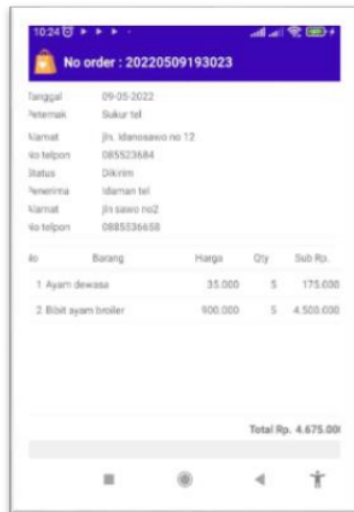 10:24
No order : 20220509193023
Tanggal 09-05-2022
Peternak Sukur tel
Alamat jln. Idanosawo no 12
No telpon 085523684
Status Dikirim
Penerima Idaman tel
Alamat jln sawo no2
No telpon 0885536658
No Barang Harga Qty Sub Rp.
1 Ayam dewasa 35.000 5 175.000
2 Bibit ayam broiler 900.000 5 4.500.000
Total Rp. 4.675.000